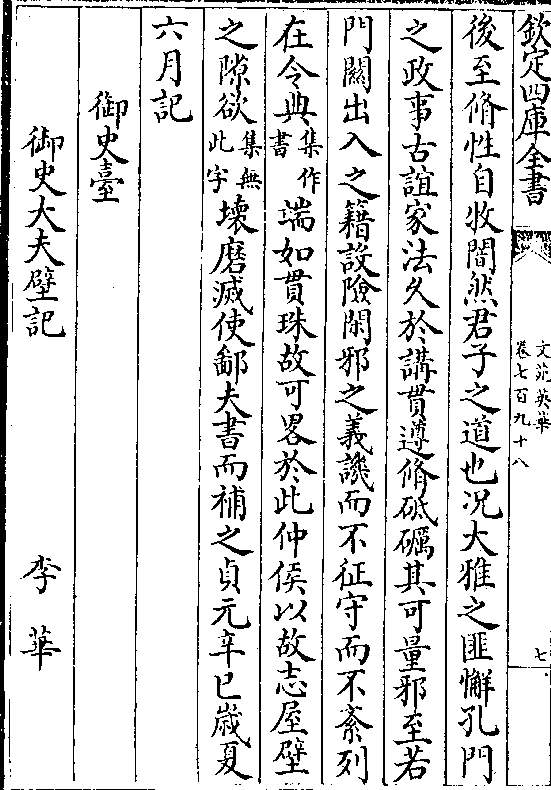 欽定四庫全書
文苑英華
卷七百九十八
七
後至脩性自牧闇然君子之道也况大雅之匪懈孔門
之政事古誼家法久於講貫遵脩砥礪其可量邪至若
門關出入之籍設險閑邪之義譏而不征守而不紊列
在令典集作書端如貫珠故可畧於此仲侯以故志屋壁
之隙欲集無此字壊磨滅使鄙夫書而補之貞元辛巳嵗夏
六月記
御史臺
御史大夫壁記 李華